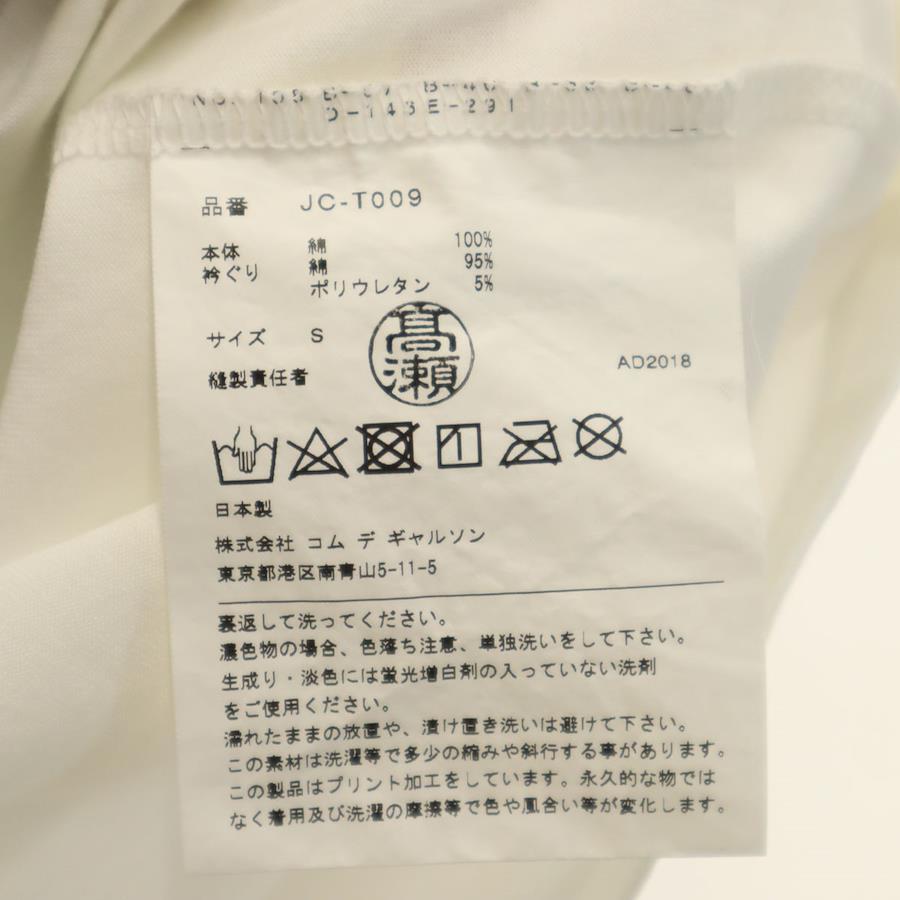 D-143E-291
品番 JC-T009
本体 綿 100%
衿ぐり 綿 95%
ポリウレタン 5%
サイズ S
髙瀬
縫製責任者
AD2018
日本製
株式会社 コム デ ギャルソン
東京都港区南青山5-11-5
裏返して洗ってください。
濃色物の場合、色落ち注意、単独洗いをして下さい。
生成り・淡色には蛍光増白剤の入っていない洗剤
をご使用ください。
濡れたままの放置や、漬け置き洗いは避けて下さい。
この素材は洗濯等で多少の縮みや斜行する事があります。
この製品はプリント加工をしています。永久的な物では
なく着用及び洗濯の摩擦等で色や風合い等が変化します。